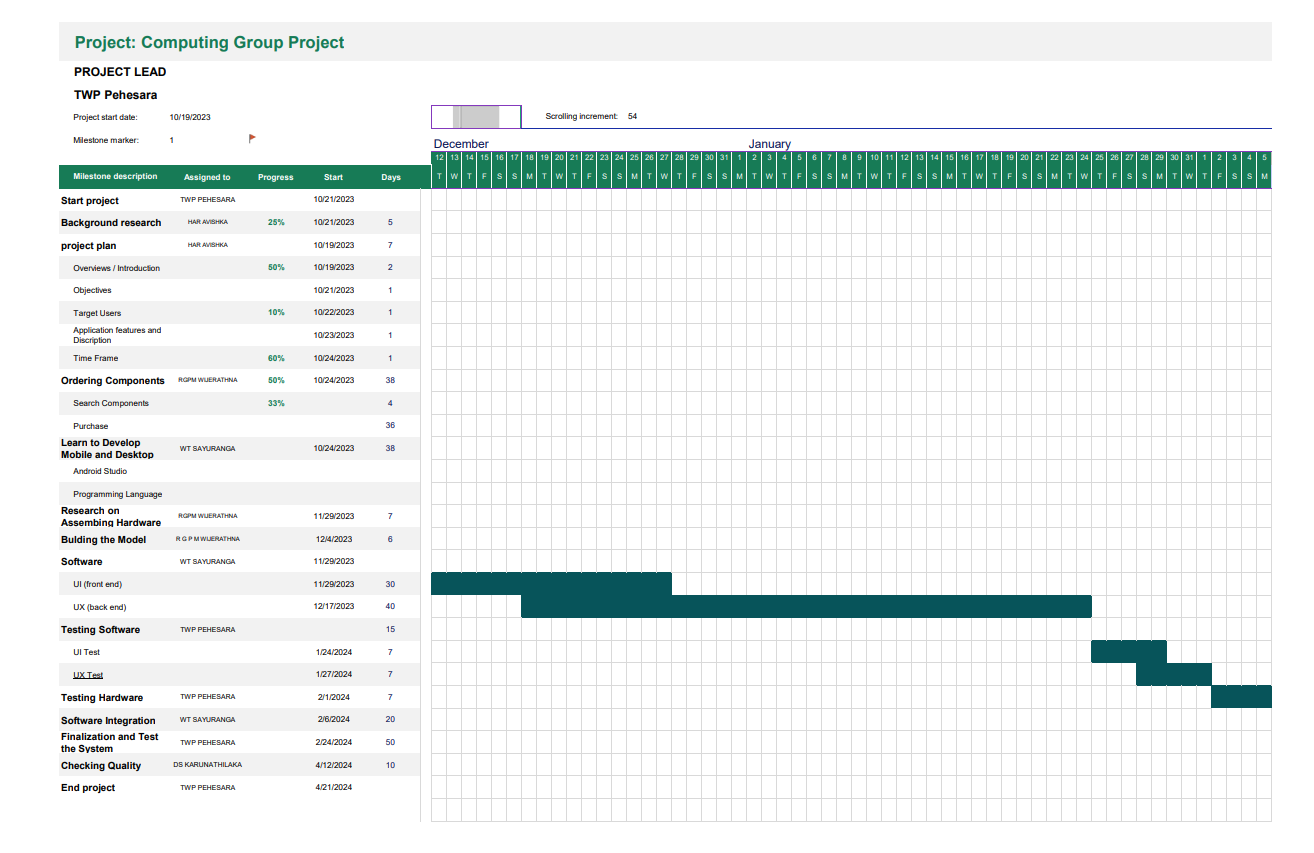 Project: Computing Group Project
PROJECT LEAD
TWP Pehesara
Project start date: 10/19/2023
Scrolling increment: 54
Milestone marker: 1
December January
12 13 14 15 16 17 18 19 20 21 22 23 24 25 26 27 28 29 30 31 1 2 3 4 5 6 7 8 9 10 11 12 13 14 15 16 17 18 19 20 21 22 23 24 25 26 27 28 29 30 31 1 2 3 4 5
Milestone description Assigned to Progress Start Days T W T F S S M T W T F S S M T W T F S S M T W T F S S M T W T F S S M T W T F S S M T W T F S S M T W T F S S M
Start project TWP PEHESARA 10/21/2023
Background research HAR AVISHKA 25% 10/21/2023 5
project plan HAR AVISHKA 10/19/2023 7
Overviews / Introduction 50% 10/19/2023 2
Objectives 10/21/2023 1
Target Users 10% 10/22/2023 1
Application features and
Discription 10/23/2023 1
Time Frame 60% 10/24/2023 1
Ordering Components RGPM WIJERATHNA 50% 10/24/2023 38
Search Components 33% 4
Purchase 36
Learn to Develop
Mobile and Desktop WT SAYURANGA 10/24/2023 38
Android Studio
Programming Language
Research on
Assembing Hardware RGPM WIJERATHNA 11/29/2023 7
Bulding the Model R G P M WIJERATHNA 12/4/2023 6
Software WT SAYURANGA 11/29/2023
UI (front end) 11/29/2023 30
UX (back end) 12/17/2023 40
Testing Software TWP PEHESARA 15
UI Test 1/24/2024 7
UX Test 1/27/2024 7
Testing Hardware TWP PEHESARA 2/1/2024 7
Software Integration WT SAYURANGA 2/6/2024 20
Finalization and Test
the System TWP PEHESARA 2/24/2024 50
Checking Quality DS KARUNATHILAKA 4/12/2024 10
End project TWP PEHESARA 4/21/2024